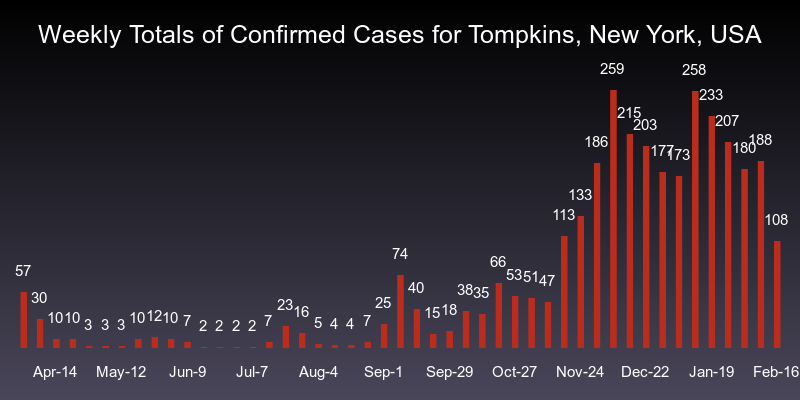 Weekly Totals of Confirmed Cases for Tompkins, New York, USA
57 30 10 10 3 3 3 10 12 10 7 2 2 2 2 7 23 16 5 4 4 7 25 74 40 15 18 38 35 66 53 51 47 113 133 186 259 215 203 177 173 258 233 207 180 188 108
Apr-14 May-12 Jun-9 Jul-7 Aug-4 Sep-1 Sep-29 Oct-27 Nov-24 Dec-22 Jan-19 Feb-16